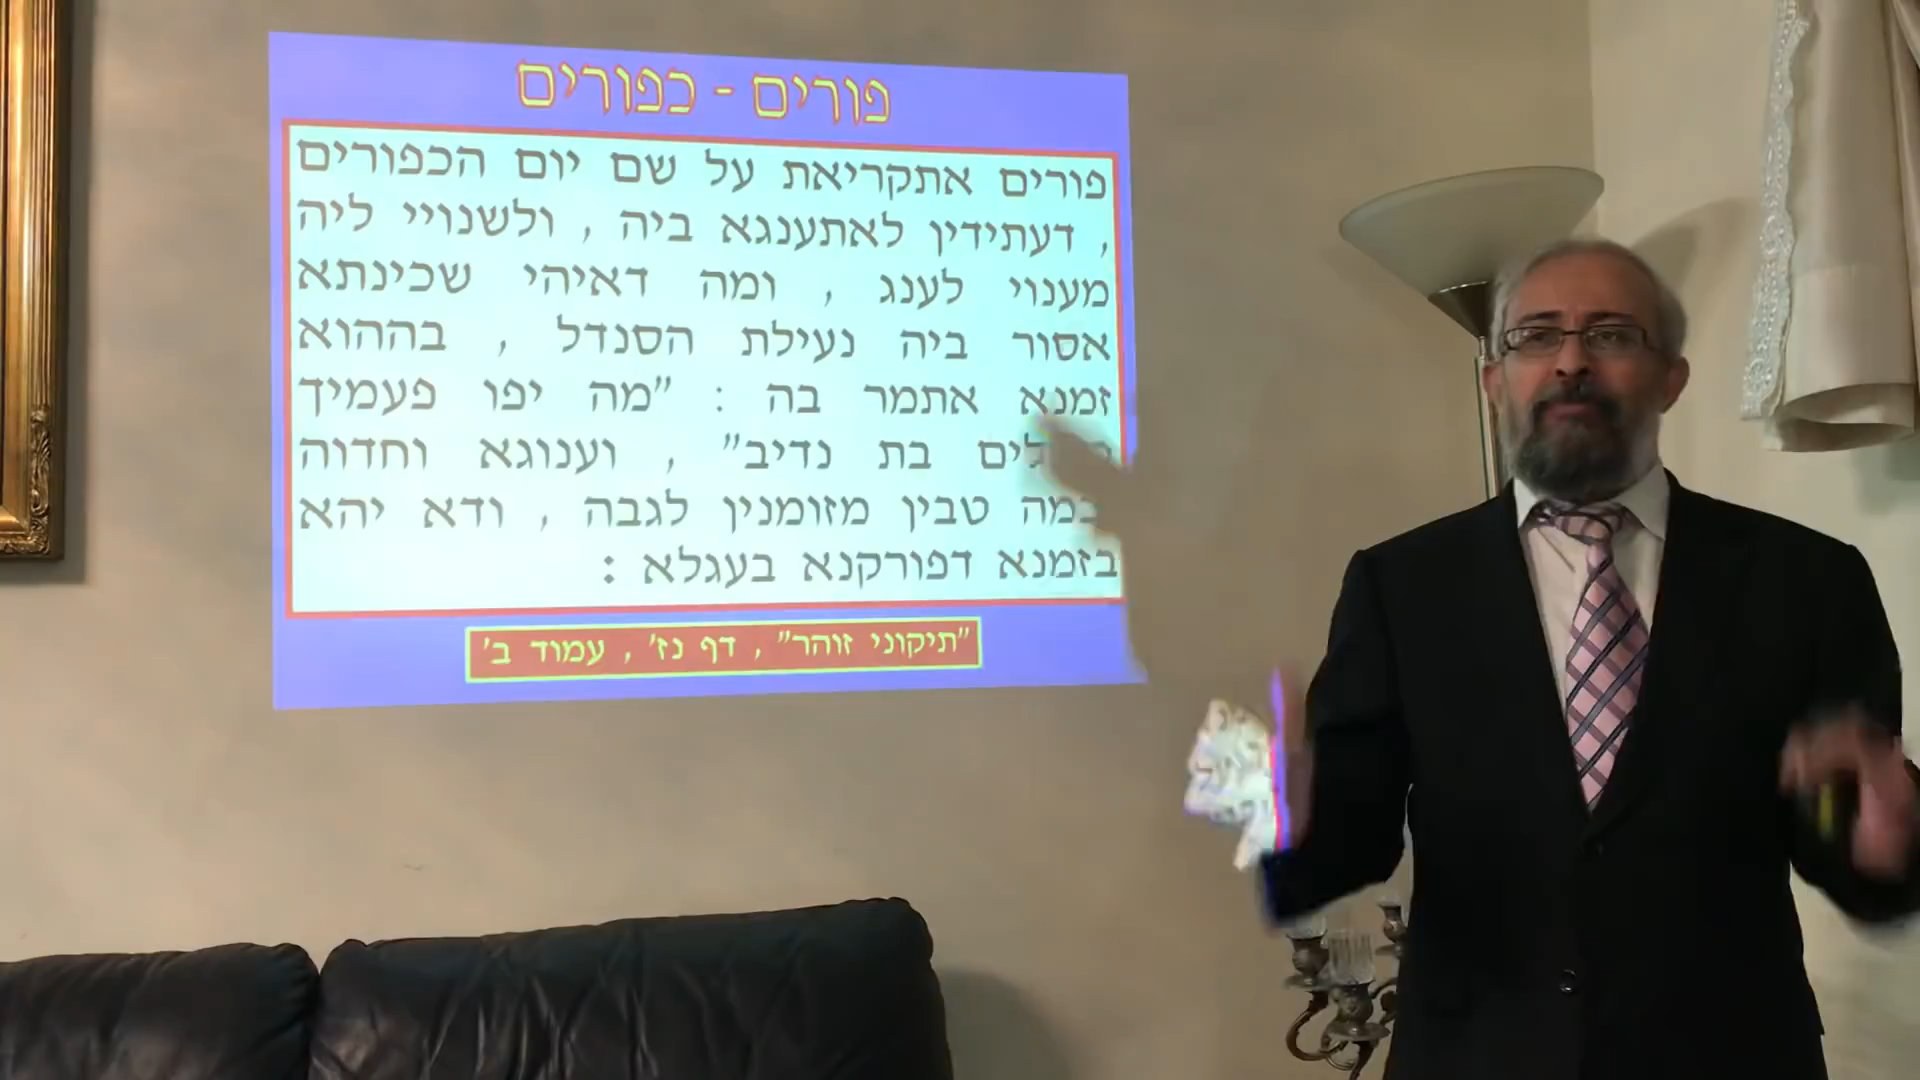 פורים - כפורים
פורים אתקריאת על שם יום הכפורים
, דעתידין לאתענגא ביה , ולשנויי ליה
מענוי לענג , ומה דאיהי שכינתא
אסור ביה נעילת הסנדל , בההוא
זמנא אתמר בה : "מה יפו פעמיך
בת נדיב" , וענוגא וחדוה
טבין מזומנין לגבה , ודא יהא
בזמנא דפורקנא בעגלא :
"תיקוני זוהר" , דף נז' , עמוד ב'